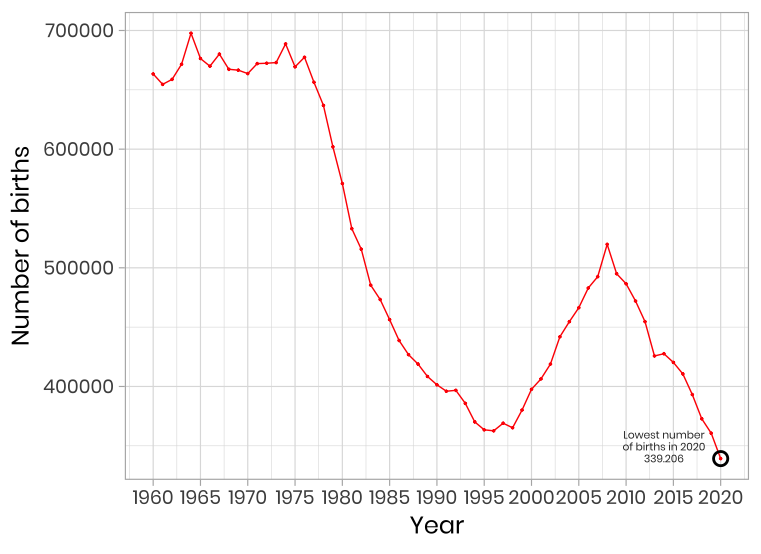 700000
600000
500000
400000
Number of births
Lowest number
of births in 2020
339.206
1960 1965 1970 1975 1980 1985 1990 1995 2000 2005 2010 2015 2020
Year